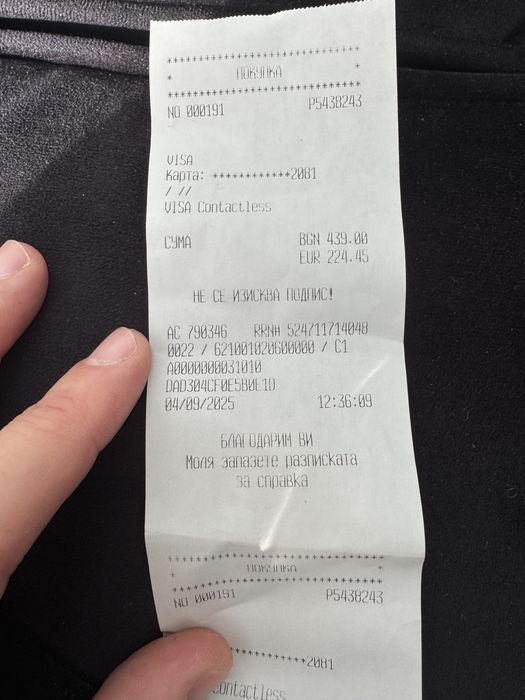 ************************************
* ПОКУПКА *
************************************
NO 000191 P5438243
VISA
Карта: ************2081
/ //
VISA Contactless
СУМА BGN 439.00
EUR 224.45
НЕ СЕ ИЗИСКВА ПОДПИС!
AC 790346 RRN# 524711714048
0022 / 621001020600000 / C1
A0000000031010
DAD304CF0E5B0E1D
04/09/2025 12:36:09
БЛАГОДАРИМ ВИ
Моля запазете разписката
за справка
************************************
* ПОКУПКА *
************************************
NO 000191 P5438243
***********2081
Contactless